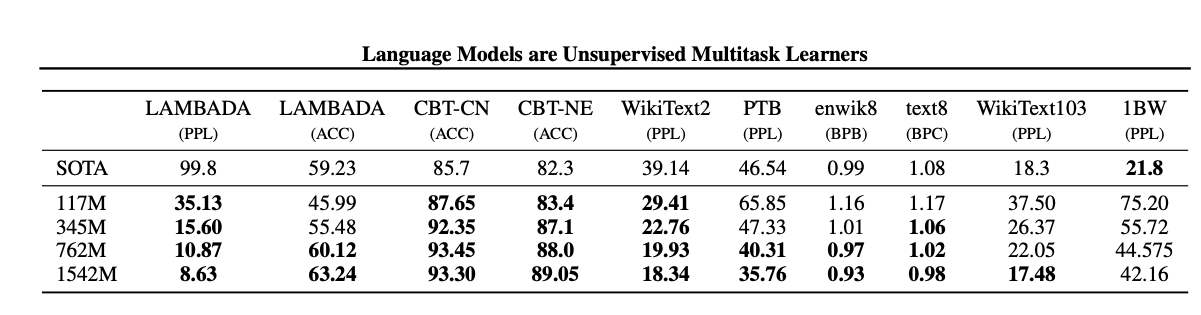 Language Models are Unsupervised Multitask Learners
LAMBADA LAMBADA CBT-CN CBT-NE WikiText2 PTB enwik8 text8 WikiText103 1BW
(PPL) (ACC) (ACC) (ACC) (PPL) (PPL) (BPB) (BPC) (PPL) (PPL)
SOTA 99.8 59.23 85.7 82.3 39.14 46.54 0.99 1.08 18.3 21.8
117M 35.13 45.99 87.65 83.4 29.41 65.85 1.16 1.17 37.50 75.20
345M 15.60 55.48 92.35 87.1 22.76 47.33 1.01 1.06 26.37 55.72
762M 10.87 60.12 93.45 88.0 19.93 40.31 0.97 1.02 22.05 44.575
1542M 8.63 63.24 93.30 89.05 18.34 35.76 0.93 0.98 17.48 42.16